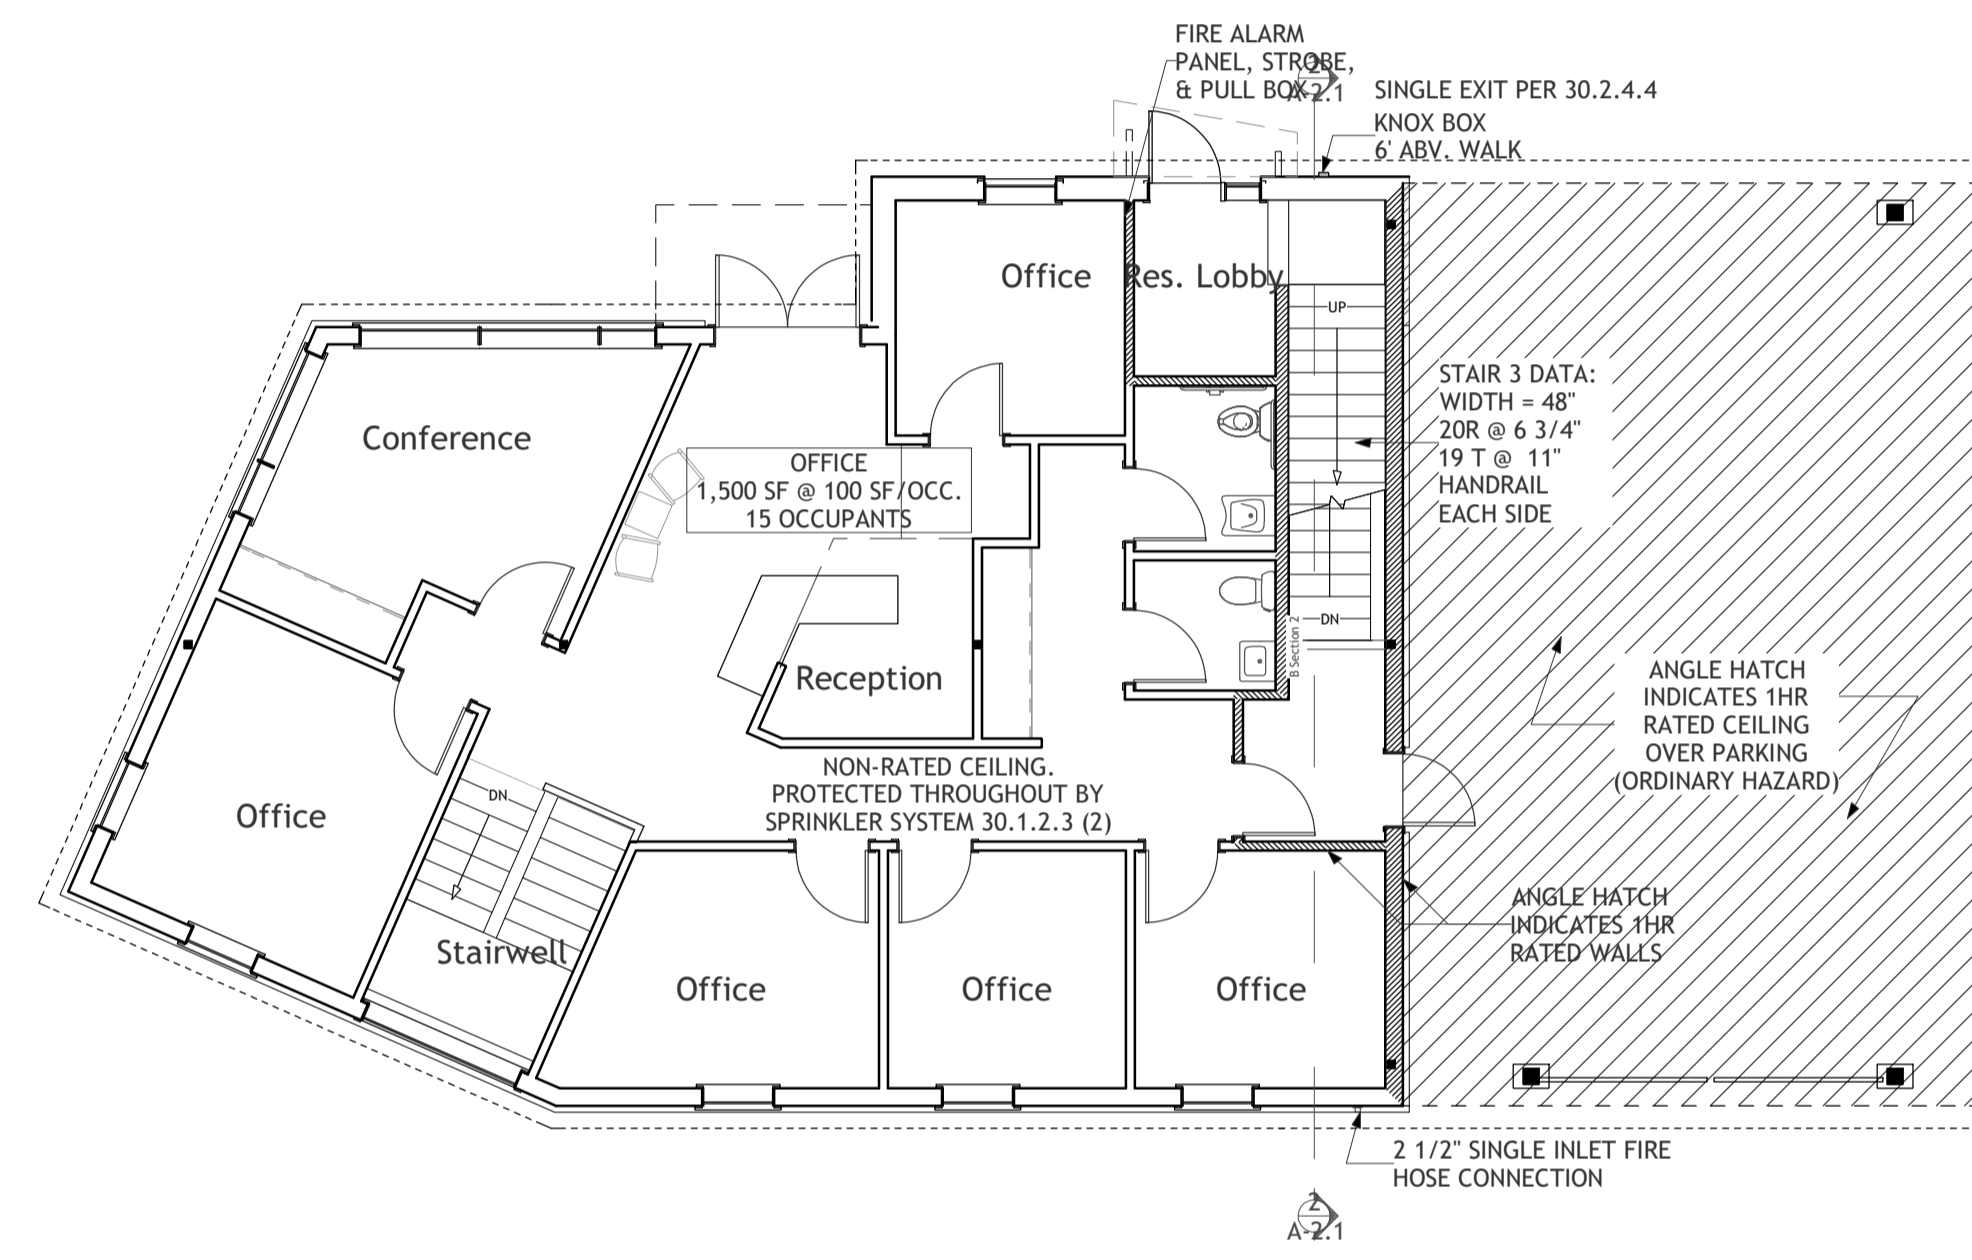 FIRE ALARM
PANEL, STROBE,
& PULL BOX
2
A-2.1
SINGLE EXIT PER 30.2.4.4
KNOX BOX
6' ABV. WALK
Office
Res. Lobby
UP
STAIR 3 DATA:
WIDTH = 48"
20R @ 6 3/4"
19 T @ 11"
HANDRAIL
EACH SIDE
Conference
OFFICE
1,500 SF @ 100 SF/OCC.
15 OCCUPANTS
DN
B Section 2
Reception
ANGLE HATCH
INDICATES 1HR
RATED CEILING
OVER PARKING
(ORDINARY HAZARD)
NON-RATED CEILING.
PROTECTED THROUGHOUT BY
SPRINKLER SYSTEM 30.1.2.3 (2)
Office
DN
Stairwell
ANGLE HATCH
INDICATES 1HR
RATED WALLS
Office
Office
Office
2 1/2" SINGLE INLET FIRE
HOSE CONNECTION
2
A-2.1